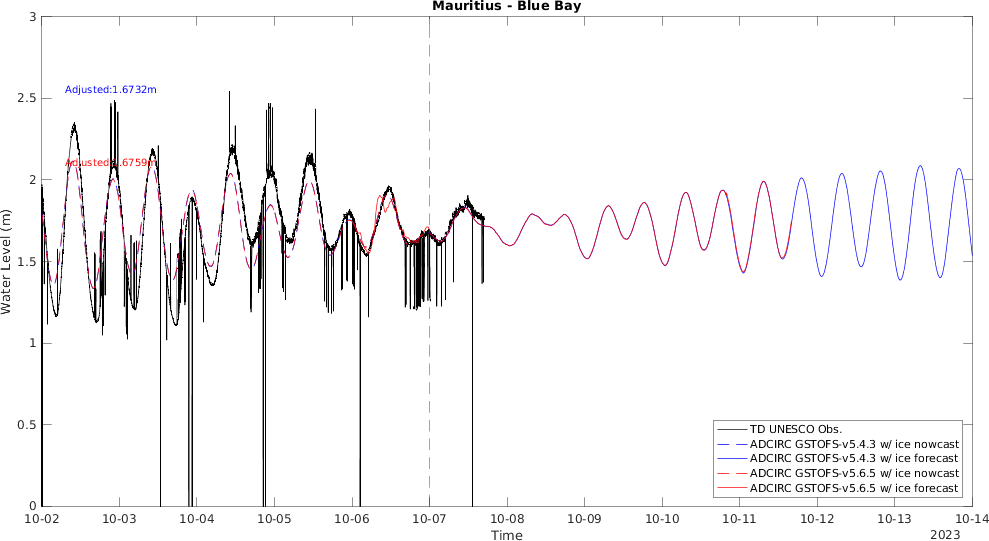 Mauritius - Blue Bay
3
2.5
2
1.5
1
0.5
0
Water Level (m)
Adjusted:1.6732m
Adjusted:1.6759m
TD UNESCO Obs.
ADCIRC GSTOFS-v5.4.3 w/ ice nowcast
ADCIRC GSTOFS-v5.4.3 w/ ice forecast
ADCIRC GSTOFS-v5.6.5 w/ ice nowcast
ADCIRC GSTOFS-v5.6.5 w/ ice forecast
10-02 10-03 10-04 10-05 10-06 10-07 10-08 10-09 10-10 10-11 10-12 10-13 10-14
Time
2023